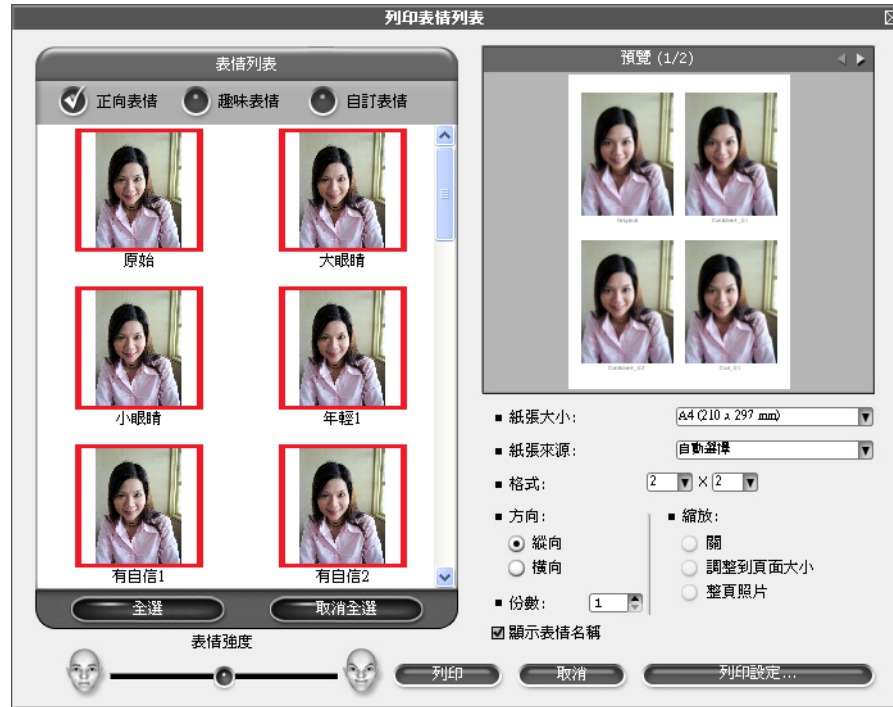 列印表情列表
表情列表
正向表情 趣味表情 自訂表情
原始 大眼睛
小眼睛 年輕1
有自信1 有自信2
全選 取消全選
表情強度
預覽 (1/2)
Original Confident_01
Confident_02 Cool_01
■ 紙張大小: A4 (210 x 297 mm)
■ 紙張來源: 自動選擇
■ 格式: 2 × 2
■ 方向: ■ 縮放:
縱向 關
橫向 調整到頁面大小
整頁照片
■ 份數: 1
顯示表情名稱
列印 取消 列印設定...